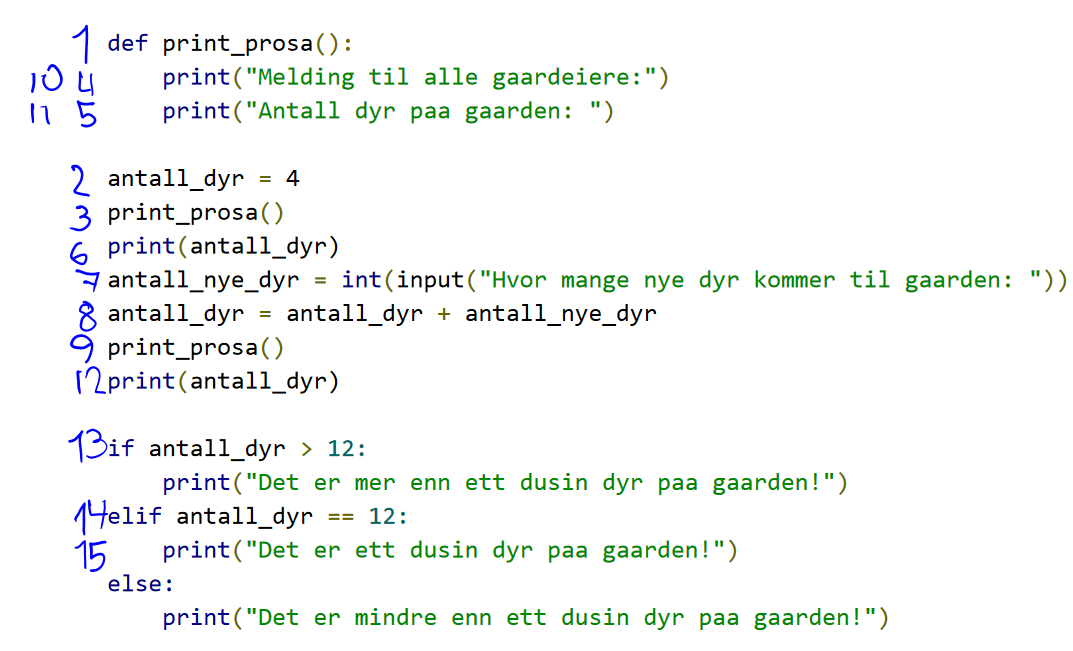 1 def print_prosa():
10 4 print("Melding til alle gaardeiere:")
11 5 print("Antall dyr paa gaarden: ")
2 antall_dyr = 4
3 print_prosa()
6 print(antall_dyr)
7 antall_nye_dyr = int(input("Hvor mange nye dyr kommer til gaarden: "))
8 antall_dyr = antall_dyr + antall_nye_dyr
9 print_prosa()
12 print(antall_dyr)
13 if antall_dyr > 12:
print("Det er mer enn ett dusin dyr paa gaarden!")
14 elif antall_dyr == 12:
15 print("Det er ett dusin dyr paa gaarden!")
else:
print("Det er mindre enn ett dusin dyr paa gaarden!")